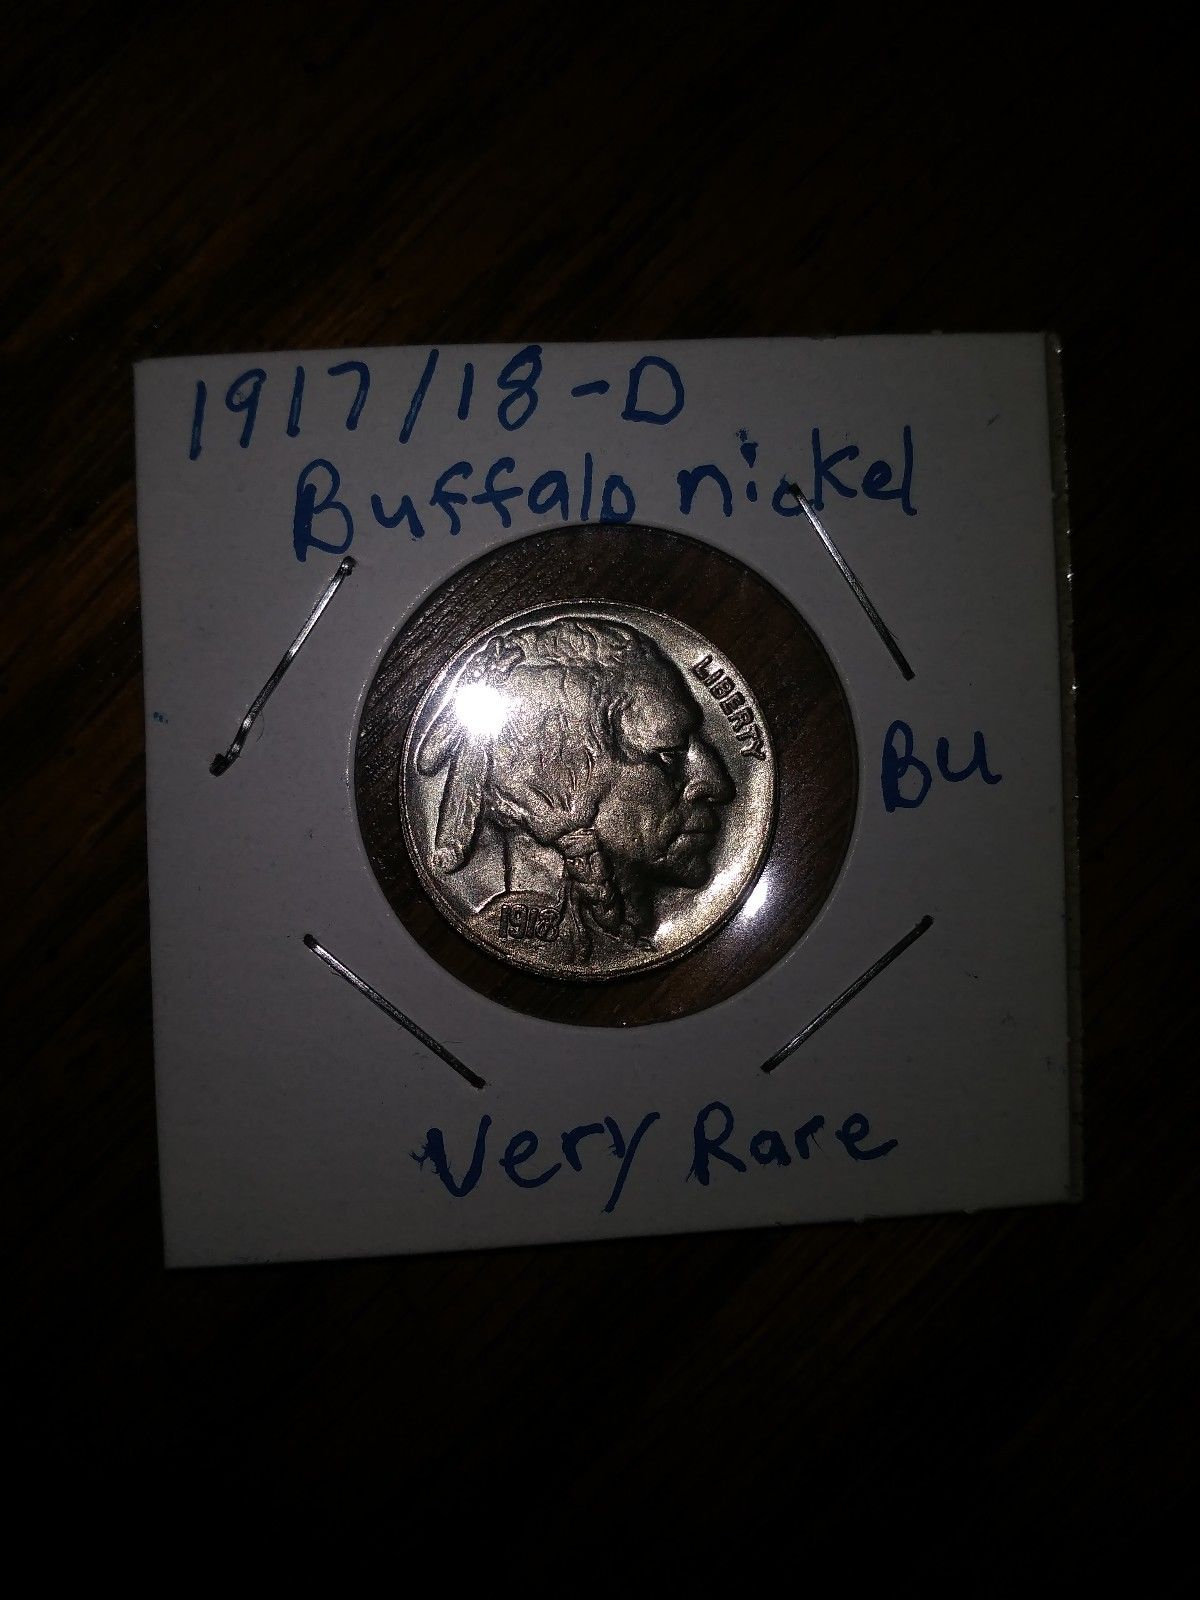 1917/18-D
Buffalo nickel
LIBERTY
BU
1918
Very Rare